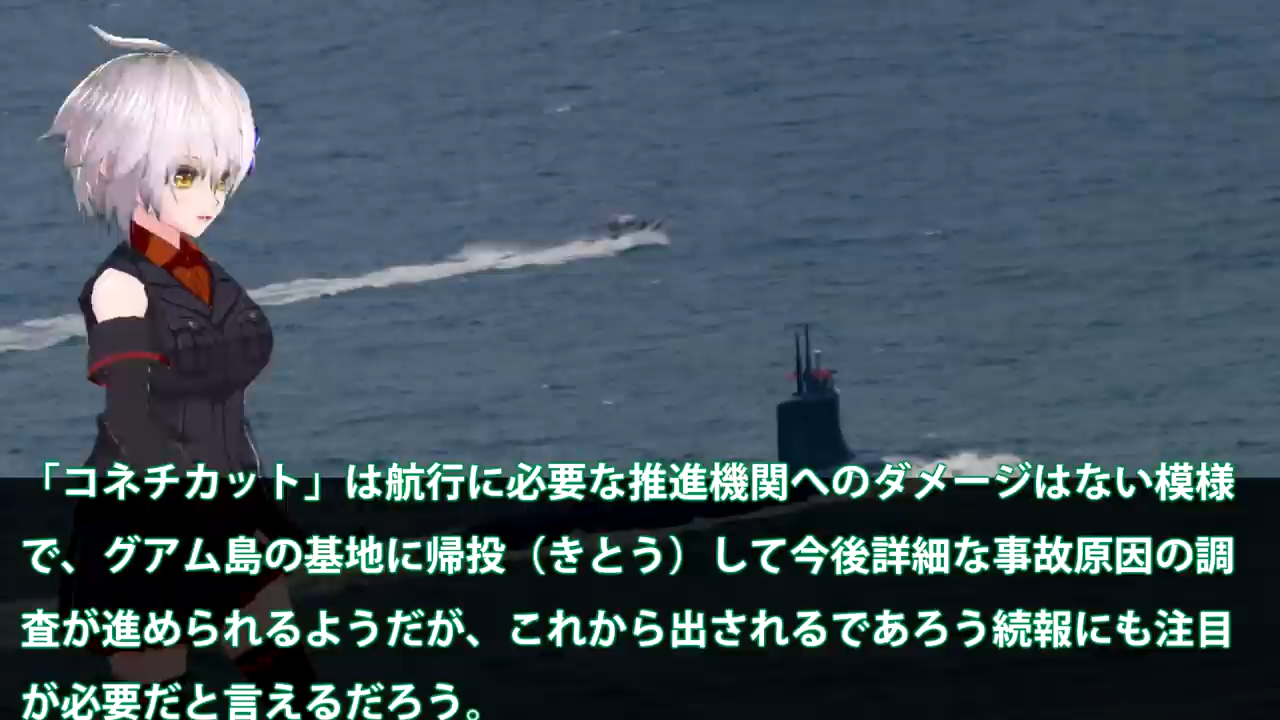 「コネチカット」は航行に必要な推進機関へのダメージはない模様
で、グアム島の基地に帰投（きとう）して今後詳細な事故原因の調
査が進められるようだが、これから出されるであろう続報にも注目
が必要だと言えるだろう。